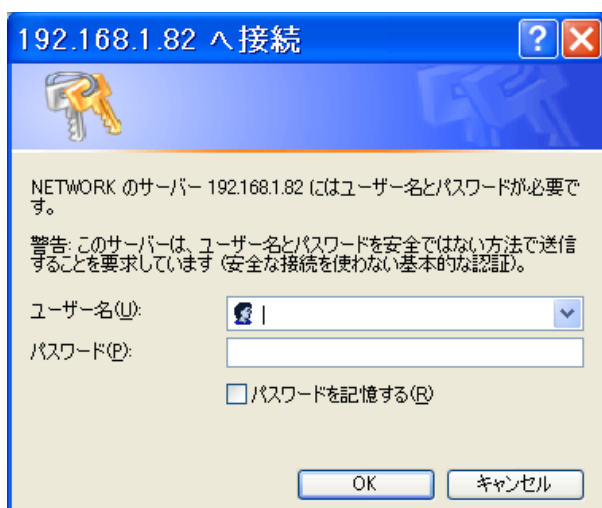 192.168.1.82 へ接続
NETWORK のサーバー 192.168.1.82 にはユーザー名とパスワードが必要で
す。
警告: このサーバーは、ユーザー名とパスワードを安全ではない方法で送信
することを要求しています (安全な接続を使わない基本的な認証)。
ユーザー名(U):
パスワード(P):
パスワードを記憶する(R)
OK
キャンセル